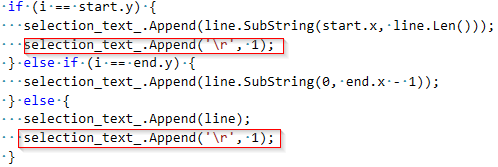 if (i == start.y) {
  selection_text_.Append(line.SubString(start.x, line.Len()));
  selection_text_.Append('\r', 1);
} else if (i == end.y) {
  selection_text_.Append(line.SubString(0, end.x - 1));
} else {
  selection_text_.Append(line);
  selection_text_.Append('\r', 1);
}